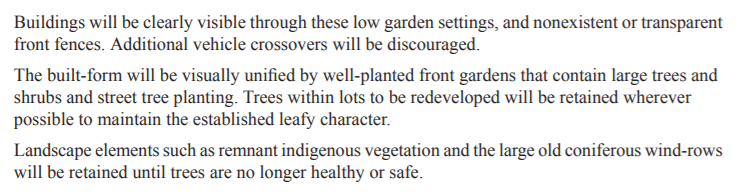 Buildings will be clearly visible through these low garden settings, and nonexistent or transparent
front fences. Additional vehicle crossovers will be discouraged.
The built-form will be visually unified by well-planted front gardens that contain large trees and
shrubs and street tree planting. Trees within lots to be redeveloped will be retained wherever
possible to maintain the established leafy character.
Landscape elements such as remnant indigenous vegetation and the large old coniferous wind-rows
will be retained until trees are no longer healthy or safe.